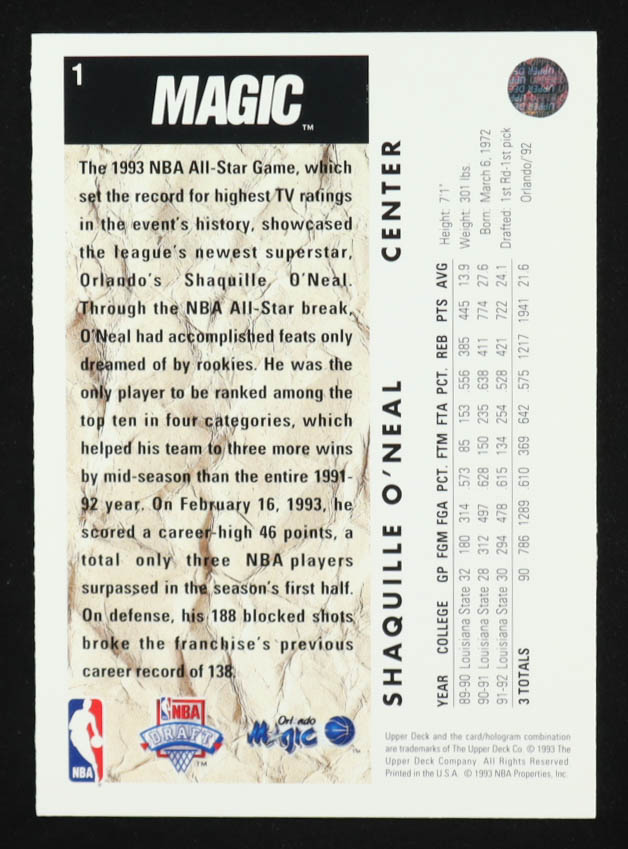 1
MAGIC™
The 1993 NBA All-Star Game, which
set the record for highest TV ratings
in the event's history, showcased
the league's newest superstar,
Orlando's Shaquille O'Neal.
Through the NBA All-Star break,
O'Neal had accomplished feats only
dreamed of by rookies. He was the
only player to be ranked among the
top ten in four categories, which
helped his team to three more wins
by mid-season than the entire 1991-
92 year. On February 16, 1993, he
scored a career-high 46 points, a
total only three NBA players
surpassed in the season's first half.
On defense, his 188 blocked shots
broke the franchise's previous
career record of 138.
NBA
NBA
DRAFT™
Orlando
Magic
SHAQUILLE O'NEAL CENTER
YEAR COLLEGE GP FGM FGA PCT. FTM FTA PCT. REB PTS AVG
89-90 Louisiana State 32 180 314 573 85 153 556 385 445 13.9
90-91 Louisiana State 28 312 497 628 150 235 638 411 774 27.6
91-92 Louisiana State 30 294 478 615 134 254 528 421 722 24.1
3 TOTALS 90 786 1289 610 369 642 575 1217 1941 21.6
Height: 7'1"
Weight: 301 lbs.
Born: March 6, 1972
Drafted: 1st Rd-1st pick
Orlando/'92
Upper Deck and the card/hologram combination
are trademarks of The Upper Deck Co. © 1993 The
Upper Deck Company. All Rights Reserved.
Printed in the U.S.A. © 1993 NBA Properties, Inc.